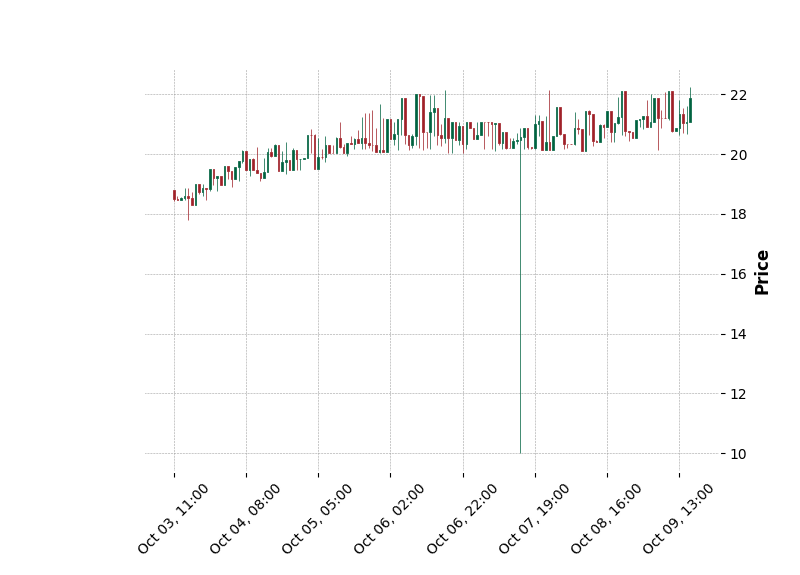 22
20
18
16
14
12
10
Price
Oct 03, 11:00
Oct 04, 08:00
Oct 05, 05:00
Oct 06, 02:00
Oct 06, 22:00
Oct 07, 19:00
Oct 08, 16:00
Oct 09, 13:00